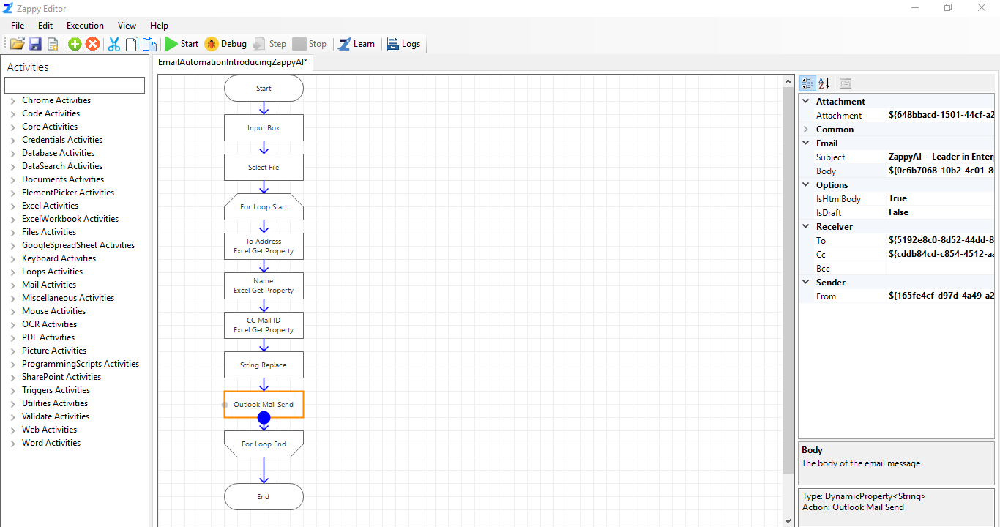 Zappy Editor
File Edit Execution View Help
Start Debug Step Stop Learn Logs
Activities
EmailAutomationIntroducingZappyAI*
Chrome Activities
Code Activities
Core Activities
Credentials Activities
Database Activities
DataSearch Activities
Documents Activities
ElementPicker Activities
Excel Activities
ExcelWorkbook Activities
Files Activities
GoogleSpreadSheet Activities
Keyboard Activities
Loops Activities
Mail Activities
Miscellaneous Activities
Mouse Activities
OCR Activities
PDF Activities
Picture Activities
ProgrammingScripts Activities
SharePoint Activities
Triggers Activities
Utilities Activities
Validate Activities
Web Activities
Word Activities
Start
Input Box
Select File
For Loop Start
To Address
Excel Get Property
Name
Excel Get Property
CC Mail ID
Excel Get Property
String Replace
Outlook Mail Send
For Loop End
End
Attachment
Attachment ${648bbacd-1501-44cf-a2
Common
Email
Subject ZappyAI - Leader in Enter
Body ${0c6b7068-10b2-4c01-8
Options
IsHtmlBody True
IsDraft False
Receiver
To ${5192e8c0-8d52-44dd-8
Cc ${cddb84cd-c854-4512-aa
Bcc
Sender
From ${165fe4cf-d97d-4a49-a2
Body
The body of the email message
Type: DynamicProperty<String>
Action: Outlook Mail Send